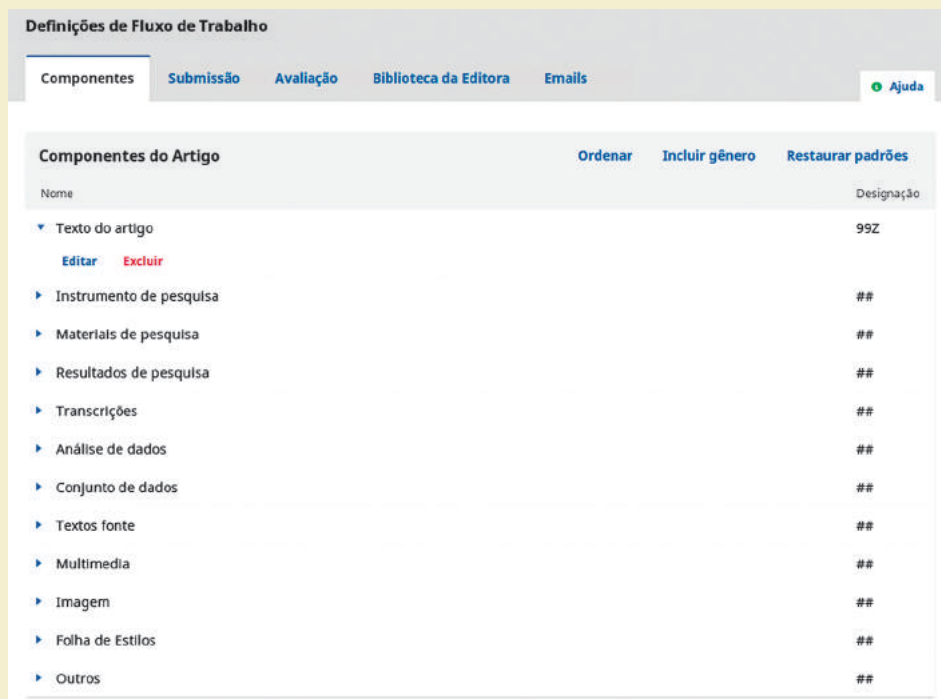 Definições de Fluxo de Trabalho
Componentes Submissão Avaliação Biblioteca da Editora Emails
Ajuda
Componentes do Artigo Ordenar Incluir gênero Restaurar padrões
Nome Designação
Texto do artigo 99Z
Editar Excluir
Instrumento de pesquisa ##
Materiais de pesquisa ##
Resultados de pesquisa ##
Transcrições ##
Análise de dados ##
Conjunto de dados ##
Textos fonte ##
Multimedia ##
Imagem ##
Folha de Estilos ##
Outros ##